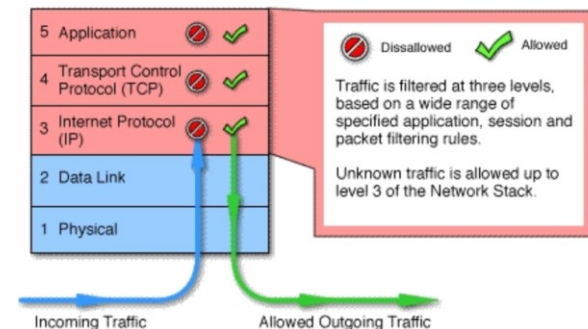 5 Application
4 Transport Control
Protocol (TCP)
3 Internet Protocol
(IP)
2 Data Link
1 Physical
Incoming Traffic
Allowed Outgoing Traffic
Dissallowed
Allowed
Traffic is filtered at three levels,
based on a wide range of
specified application, session and
packet filtering rules.
Unknown traffic is allowed up to
level 3 of the Network Stack.